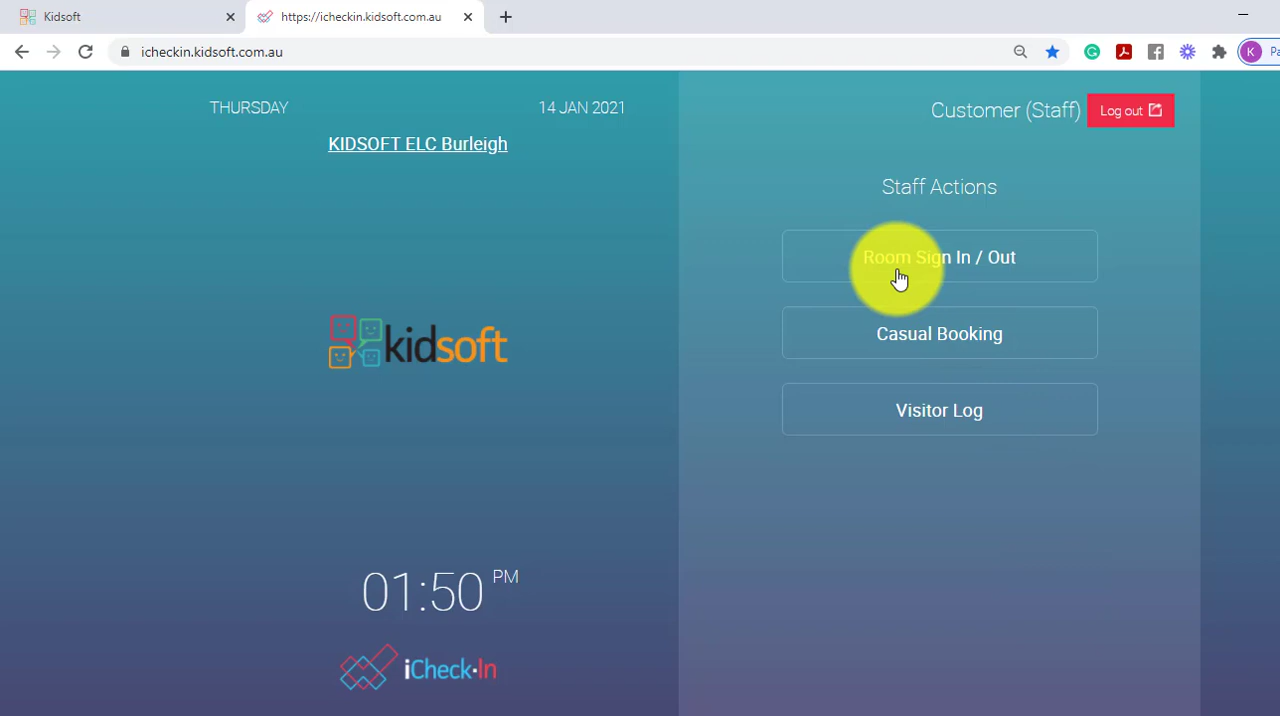 Kidsoft
https://icheckin.kidsoft.com.au
icheckin.kidsoft.com.au
K
Pa
THURSDAY
14 JAN 2021
KIDSOFT ELC Burleigh
kidsoft
01:50 PM
iCheck-In
Customer (Staff)
Log out
Staff Actions
Room Sign In / Out
Casual Booking
Visitor Log